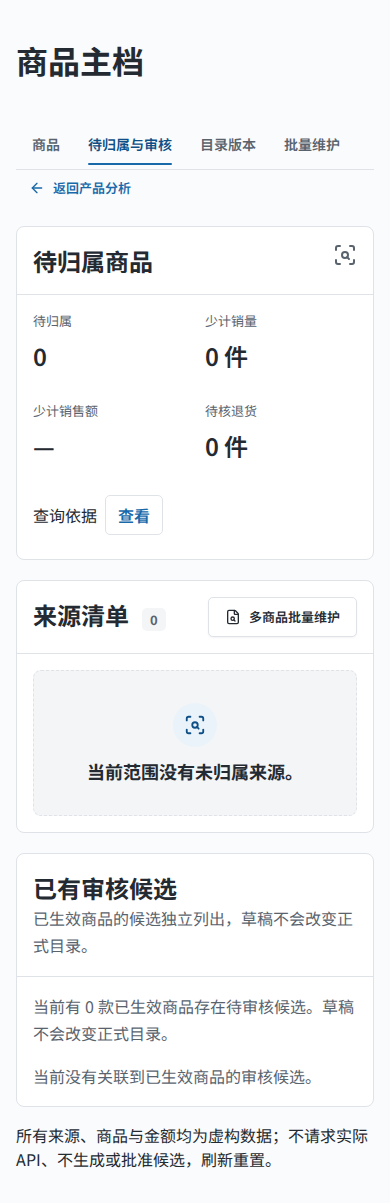 商品主档
商品 待归属与审核 目录版本 批量维护
← 返回产品分析
待归属商品
待归属 少计销量
0 0 件
少计销售额 待核退货
— 0 件
查询依据 查看
来源清单 0 多商品批量维护
当前范围没有未归属来源。
已有审核候选
已生效商品的候选独立列出，草稿不会改变正
式目录。
当前有 0 款已生效商品存在待审核候选。草稿
不会改变正式目录。
当前没有关联到已生效商品的审核候选。
所有来源、商品与金额均为虚构数据；不请求实际
API、不生成或批准候选，刷新重置。